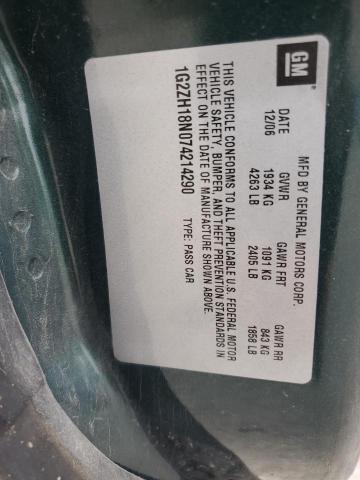 GM
MFD BY GENERAL MOTORS CORP.
DATE GVWR GAWR FRT GAWR RR
12/06 1934 KG 1091 KG 843 KG
4263 LB 2405 LB 1858 LB
THIS VEHICLE CONFORMS TO ALL APPLICABLE U.S. FEDERAL MOTOR
VEHICLE SAFETY, BUMPER, AND THEFT PREVENTION STANDARDS IN
EFFECT ON THE DATE OF MANUFACTURE SHOWN ABOVE.
1G2ZH18N074214290 TYPE: PASS CAR